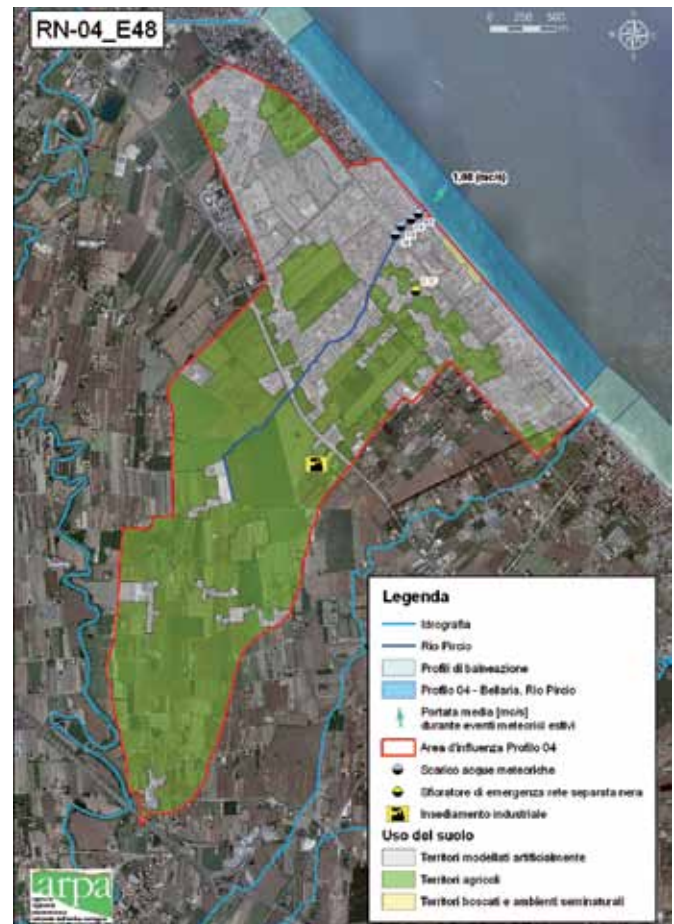 RN-04_E48
0 250 500
m
N
1,08 (mc/s)
Legenda
Idrografia
Rio Pircio
Profili di balneazione
Profilo 04 - Bellaria, Rio Pircio
Portata media [mc/s]
durante eventi meteorici estivi
Area d'influenza Profilo 04
Scarico acque meteoriche
Sfioratore di emergenza rete separata nera
Insediamento industriale
Uso del suolo
Territori modellati artificialmente
Territori agricoli
Territori boscati e ambienti seminaturali
arpa